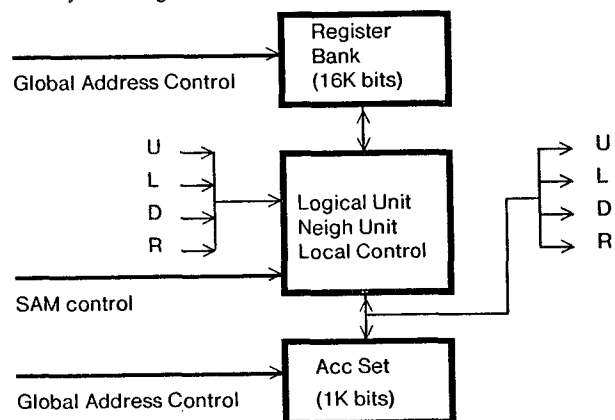 Register
Bank
(16K bits)
Global Address Control
U
L
D
R
Logical Unit
Neigh Unit
Local Control
U
L
D
R
SAM control
Acc Set
(1K bits)
Global Address Control